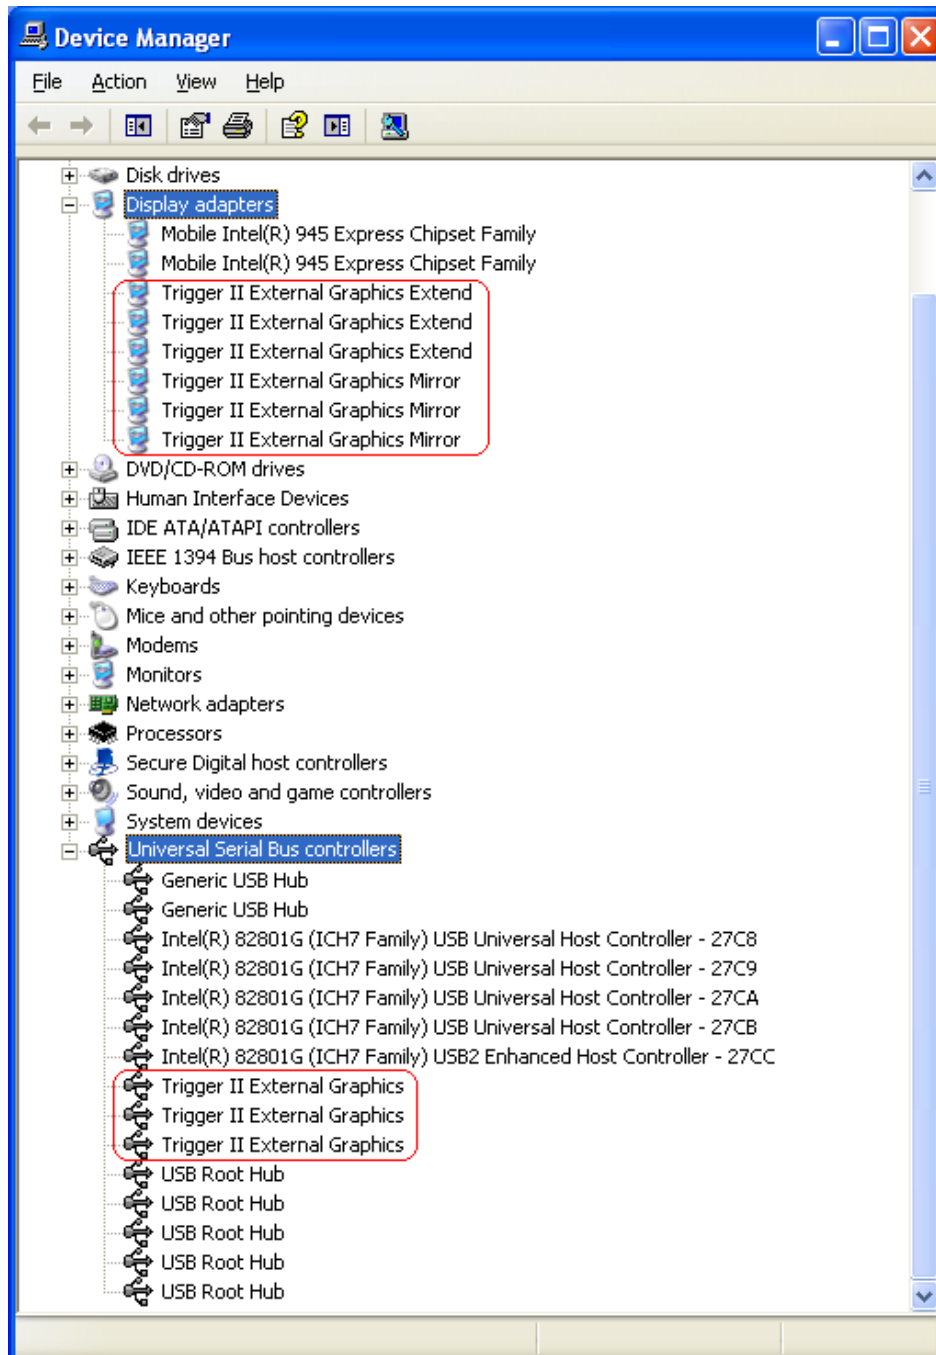 Device Manager
File Action View Help
Disk drives
Display adapters
Mobile Intel(R) 945 Express Chipset Family
Mobile Intel(R) 945 Express Chipset Family
Trigger II External Graphics Extend
Trigger II External Graphics Extend
Trigger II External Graphics Extend
Trigger II External Graphics Mirror
Trigger II External Graphics Mirror
Trigger II External Graphics Mirror
DVD/CD-ROM drives
Human Interface Devices
IDE ATA/ATAPI controllers
IEEE 1394 Bus host controllers
Keyboards
Mice and other pointing devices
Modems
Monitors
Network adapters
Processors
Secure Digital host controllers
Sound, video and game controllers
System devices
Universal Serial Bus controllers
Generic USB Hub
Generic USB Hub
Intel(R) 82801G (ICH7 Family) USB Universal Host Controller - 27C8
Intel(R) 82801G (ICH7 Family) USB Universal Host Controller - 27C9
Intel(R) 82801G (ICH7 Family) USB Universal Host Controller - 27CA
Intel(R) 82801G (ICH7 Family) USB Universal Host Controller - 27CB
Intel(R) 82801G (ICH7 Family) USB2 Enhanced Host Controller - 27CC
Trigger II External Graphics
Trigger II External Graphics
Trigger II External Graphics
USB Root Hub
USB Root Hub
USB Root Hub
USB Root Hub
USB Root Hub